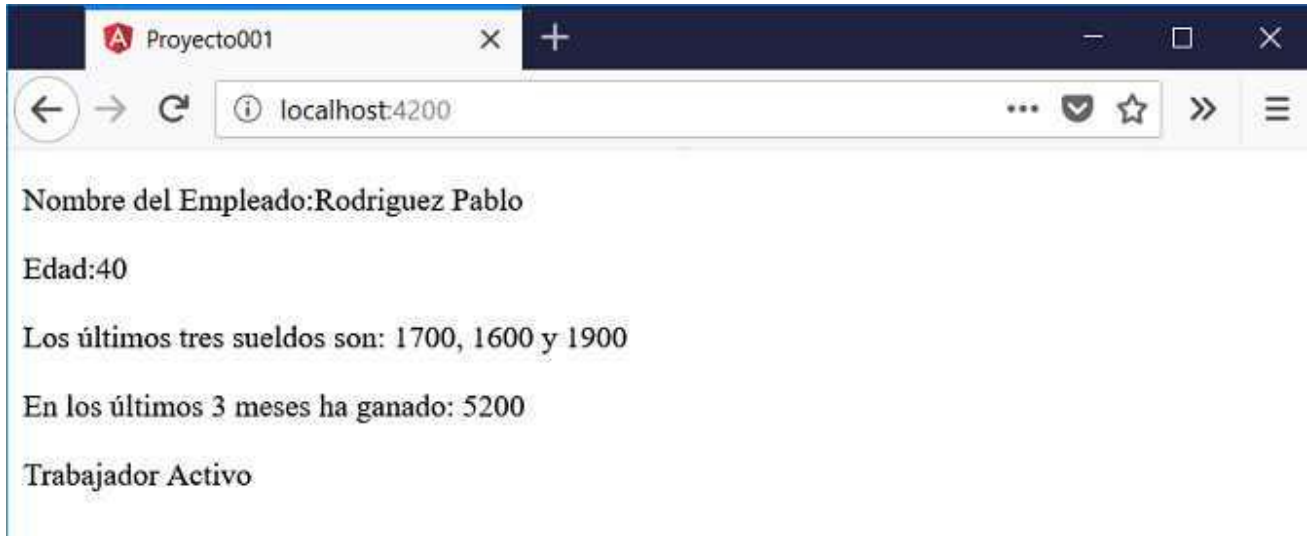 Proyecto001
localhost:4200
Nombre del Empleado:Rodriguez Pablo
Edad:40
Los últimos tres sueldos son: 1700, 1600 y 1900
En los últimos 3 meses ha ganado: 5200
Trabajador Activo